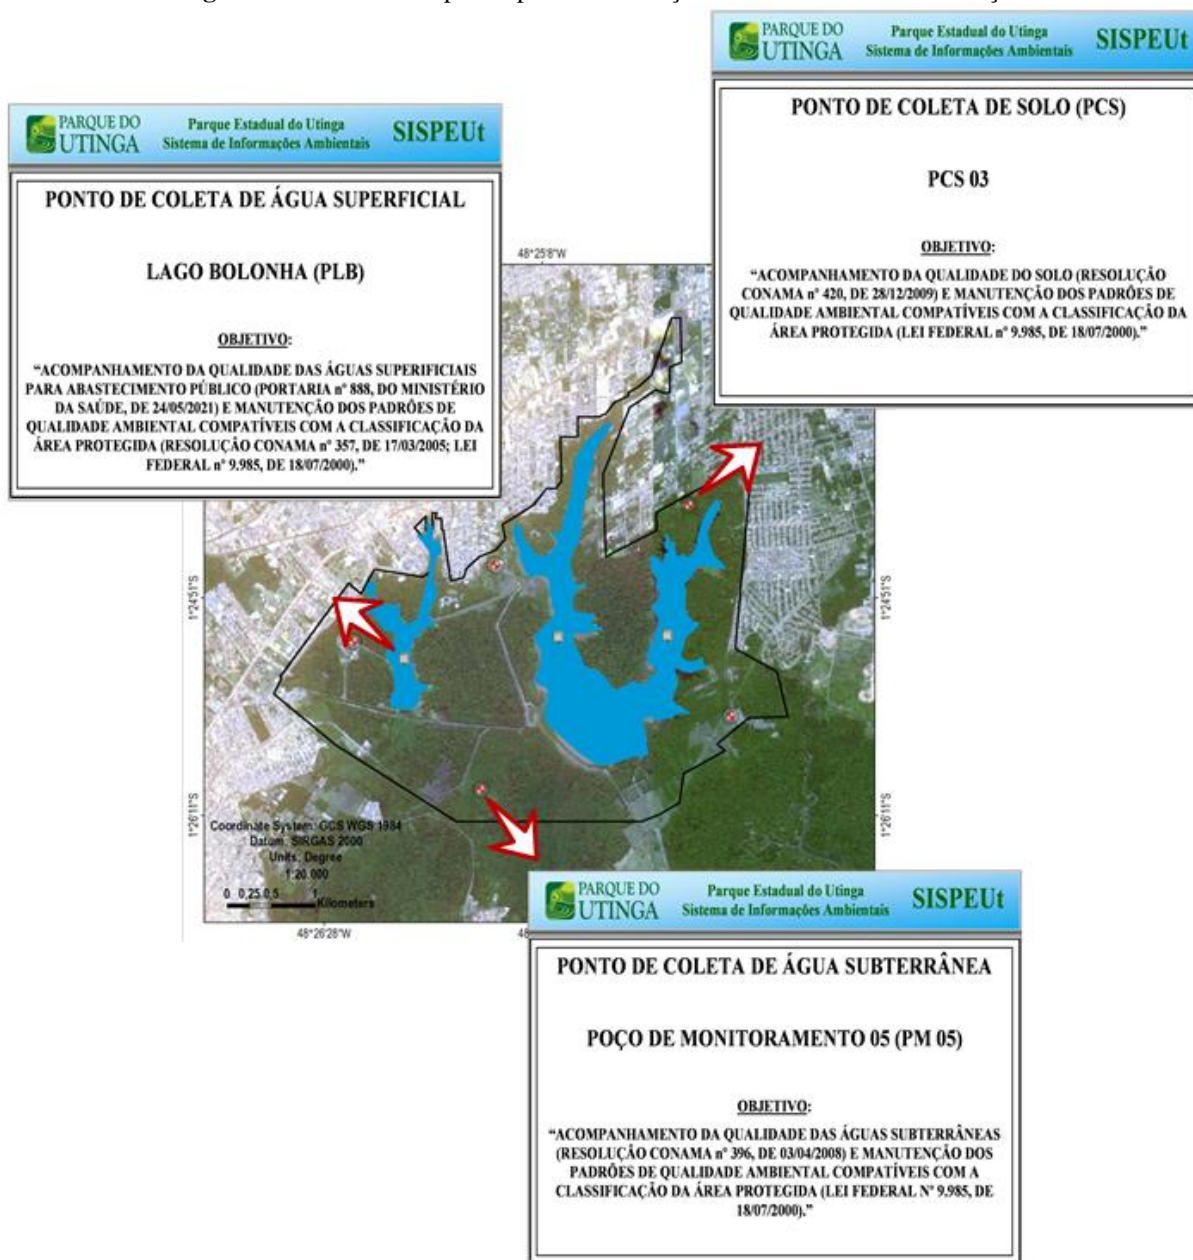 PARQUE DO
UTINGA
Parque Estadual do Utinga
Sistema de Informações Ambientais
SISPEUt
PONTO DE COLETA DE SOLO (PCS)
PCS 03
OBJETIVO:
“ACOMPANHAMENTO DA QUALIDADE DO SOLO (RESOLUÇÃO
CONAMA nº 420, DE 28/12/2009) E MANUTENÇÃO DOS PADRÕES DE
QUALIDADE AMBIENTAL COMPATÍVEIS COM A CLASSIFICAÇÃO DA
ÁREA PROTEGIDA (LEI FEDERAL nº 9.985, DE 18/07/2000).”
PARQUE DO
UTINGA
Parque Estadual do Utinga
Sistema de Informações Ambientais
SISPEUt
PONTO DE COLETA DE ÁGUA SUPERFICIAL
LAGO BOLONHA (PLB)
OBJETIVO:
“ACOMPANHAMENTO DA QUALIDADE DAS ÁGUAS SUPERIFICIAIS
PARA ABASTECIMENTO PÚBLICO (PORTARIA nº 888, DO MINISTÉRIO
DA SAÚDE, DE 24/05/2021) E MANUTENÇÃO DOS PADRÕES DE
QUALIDADE AMBIENTAL COMPATÍVEIS COM A CLASSIFICAÇÃO DA
ÁREA PROTEGIDA (RESOLUÇÃO CONAMA nº 357, DE 17/03/2005; LEI
FEDERAL nº 9.985, DE 18/07/2000).”
48°25'8"W
1°24'51"S
1°24'51"S
1°26'11"S
1°26'11"S
Coordinate System: GCS WGS 1984
Datum: SIRGAS 2000
Units: Degree
1:20.000
0 0,25 0,5 1
Kilometers
48°26'28"W
PARQUE DO
UTINGA
Parque Estadual do Utinga
Sistema de Informações Ambientais
SISPEUt
PONTO DE COLETA DE ÁGUA SUBTERRÂNEA
POÇO DE MONITORAMENTO 05 (PM 05)
OBJETIVO:
“ACOMPANHAMENTO DA QUALIDADE DAS ÁGUAS SUBTERRÂNEAS
(RESOLUÇÃO CONAMA nº 396, DE 03/04/2008) E MANUTENÇÃO DOS
PADRÕES DE QUALIDADE AMBIENTAL COMPATÍVEIS COM A
CLASSIFICAÇÃO DA ÁREA PROTEGIDA (LEI FEDERAL Nº 9.985, DE
18/07/2000).”